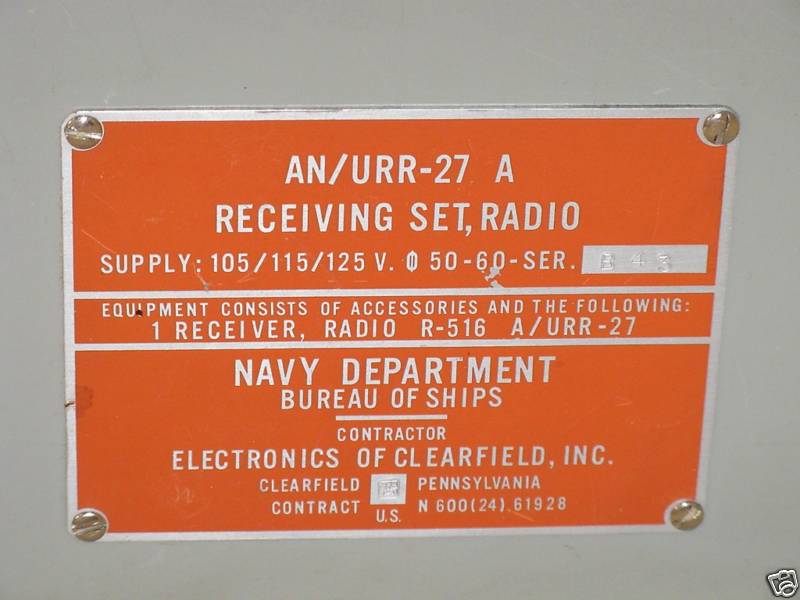 AN/URR-27 A
RECEIVING SET, RADIO
SUPPLY: 105/115/125 V. Φ 50-60-SER. B 43
EQUIPMENT CONSISTS OF ACCESSORIES AND THE FOLLOWING:
1 RECEIVER, RADIO R-516 A/URR-27
NAVY DEPARTMENT
BUREAU OF SHIPS
CONTRACTOR
ELECTRONICS OF CLEARFIELD, INC.
CLEARFIELD PENNSYLVANIA
CONTRACT N 600(24).61928
U.S.